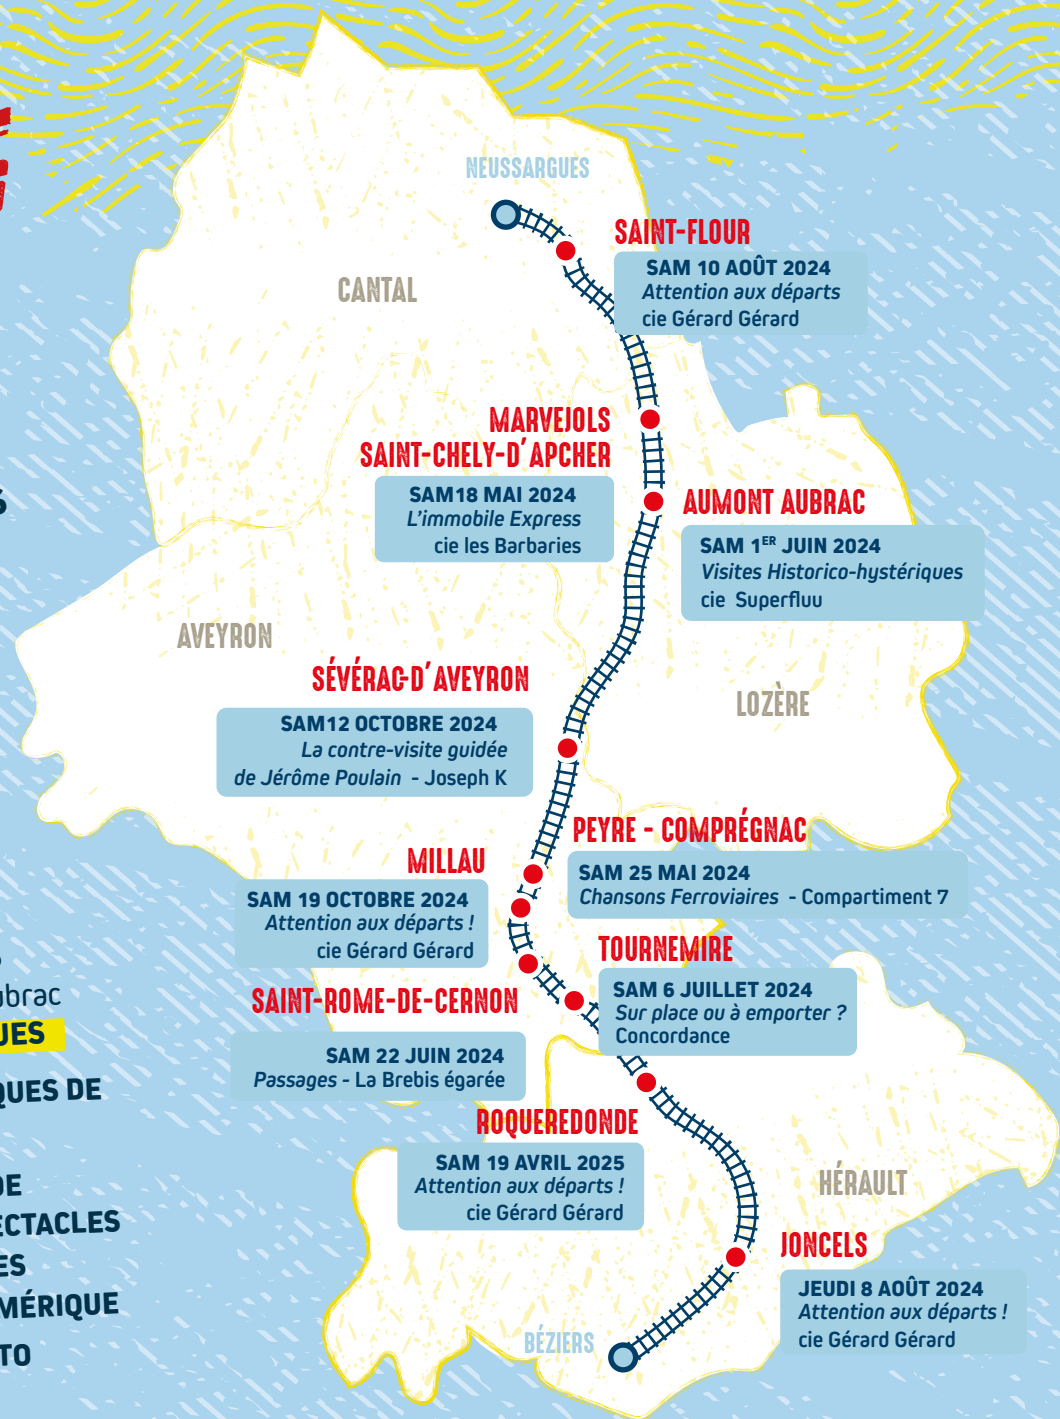 NEUSSARGUES
SAINT-FLOUR
SAM 10 AOÛT 2024
Attention aux départs
cie Gérard Gérard
CANTAL
MARVEJOLS
SAINT-CHELY-D'APCHER
SAM18 MAI 2024
L'immobile Express
cie les Barbaries
AUMONT AUBRAC
SAM 1ER JUIN 2024
Visites Historico-hystériques
cie Superfluu
AVEYRON
SÉVÉRAC-D'AVEYRON
SAM12 OCTOBRE 2024
La contre-visite guidée
de Jérôme Poulain - Joseph K
LOZÈRE
PEYRE - COMPRÉGNAC
SAM 25 MAI 2024
Chansons Ferroviaires - Compartiment 7
MILLAU
SAM 19 OCTOBRE 2024
Attention aux départs !
cie Gérard Gérard
TOURNEMIRE
SAM 6 JUILLET 2024
Sur place ou à emporter ?
Concordance
SAINT-ROME-DE-CERNON
SAM 22 JUIN 2024
Passages - La Brebis égarée
ROQUEREDONDE
SAM 19 AVRIL 2025
Attention aux départs !
cie Gérard Gérard
HÉRAULT
JONCELS
JEUDI 8 AOÛT 2024
Attention aux départs !
cie Gérard Gérard
BÉZIERS
ubrac
UES
QUES DE
DE
ECTACLES
ES
MÉRIQUE
TO